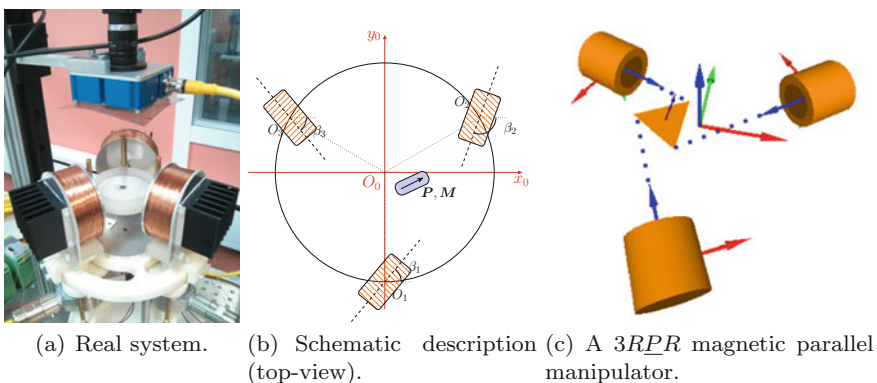 y₀
O₂
β₂
O₃
β₃
O₀
x₀
P, M
β₁
O₁
(a) Real system.
(b) Schematic description (top-view).
(c) A 3RPR magnetic parallel manipulator.